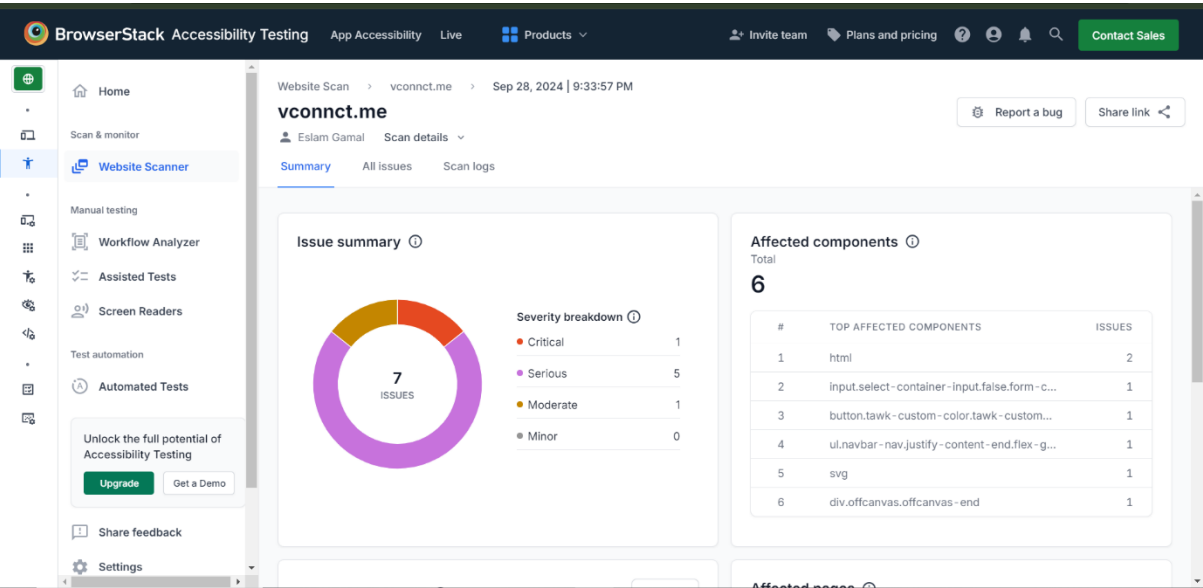 BrowserStack Accessibility Testing App Accessibility Live Products Invite team Plans and pricing Contact Sales
Home
Scan & monitor
Website Scanner
Manual testing
Workflow Analyzer
Assisted Tests
Screen Readers
Test automation
Automated Tests
Unlock the full potential of
Accessibility Testing
Upgrade Get a Demo
Share feedback
Settings
Website Scan > vconnct.me > Sep 28, 2024 | 9:33:57 PM
vconnct.me
Report a bug Share link
Eslam Gamal Scan details
Summary All issues Scan logs
Issue summary
7
ISSUES
Severity breakdown
Critical 1
Serious 5
Moderate 1
Minor 0
Affected components
Total
6
# TOP AFFECTED COMPONENTS ISSUES
1 html 2
2 input.select-container-input.false.form-c... 1
3 button.tawk-custom-color.tawk-custom... 1
4 ul.navbar-nav.justify-content-end.flex-g... 1
5 svg 1
6 div.offcanvas.offcanvas-end 1
Affected pages